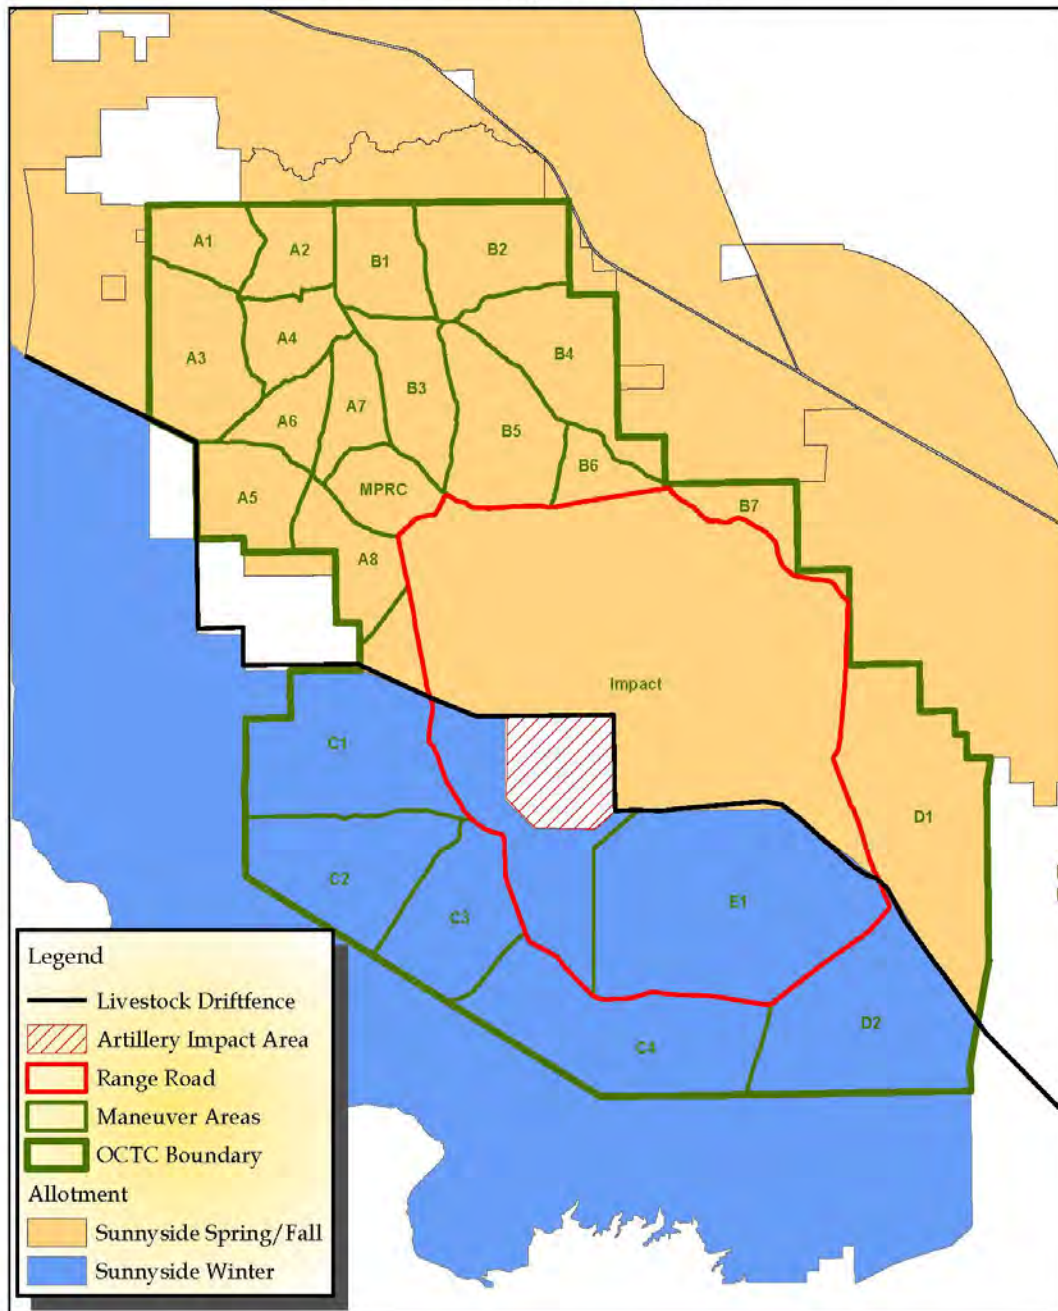 A1
A2
B1
B2
A3
A4
B3
B4
A6
A7
B5
B6
A5
MPRC
B7
A8
Impact
C1
D1
C2
C3
E1
C4
D2
Legend
Livestock Driftfence
Artillery Impact Area
Range Road
Maneuver Areas
OCTC Boundary
Allotment
Sunnyside Spring/Fall
Sunnyside Winter